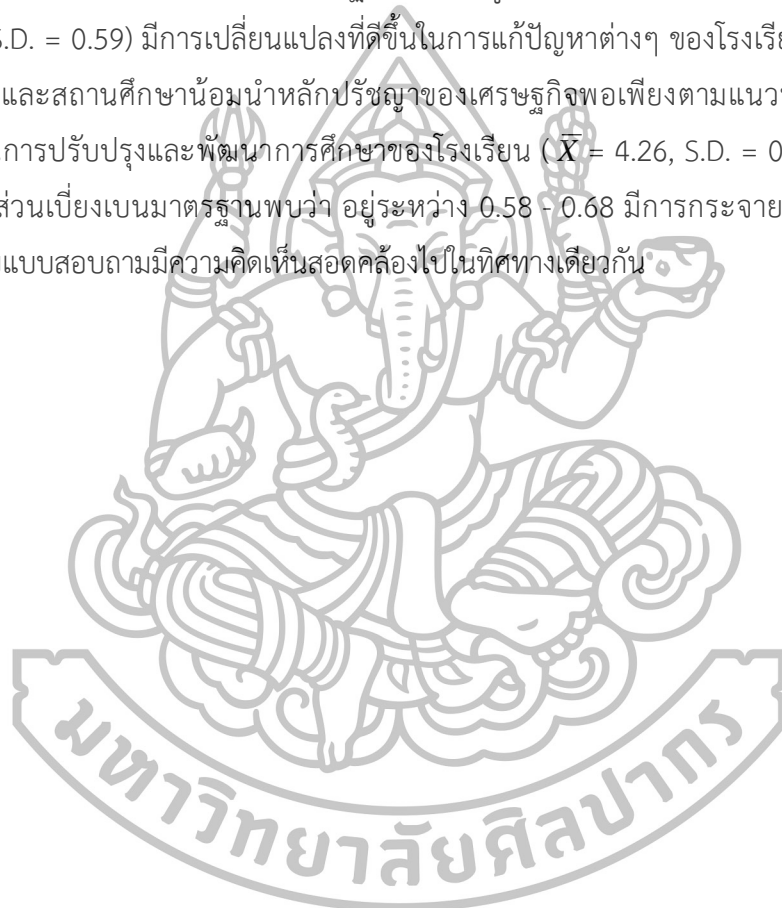 S.D. = 0.59) มีการเปลี่ยนแปลงที่ดีขึ้นในการแก้ปัญหาต่างๆ ของโรงเรีย
และสถานศึกษาน้อมนำหลักปรัชญาของเศรษฐกิจพอเพียงตามแนว
การปรับปรุงและพัฒนาการศึกษาของโรงเรียน ( X̄ = 4.26, S.D. = 0.
ส่วนเบี่ยงเบนมาตรฐานพบว่า อยู่ระหว่าง 0.58 - 0.68 มีการกระจาย
แบบสอบถามมีความคิดเห็นสอดคล้องไปในทิศทางเดียวกัน
มหาวิทยาลัยศิลปากร